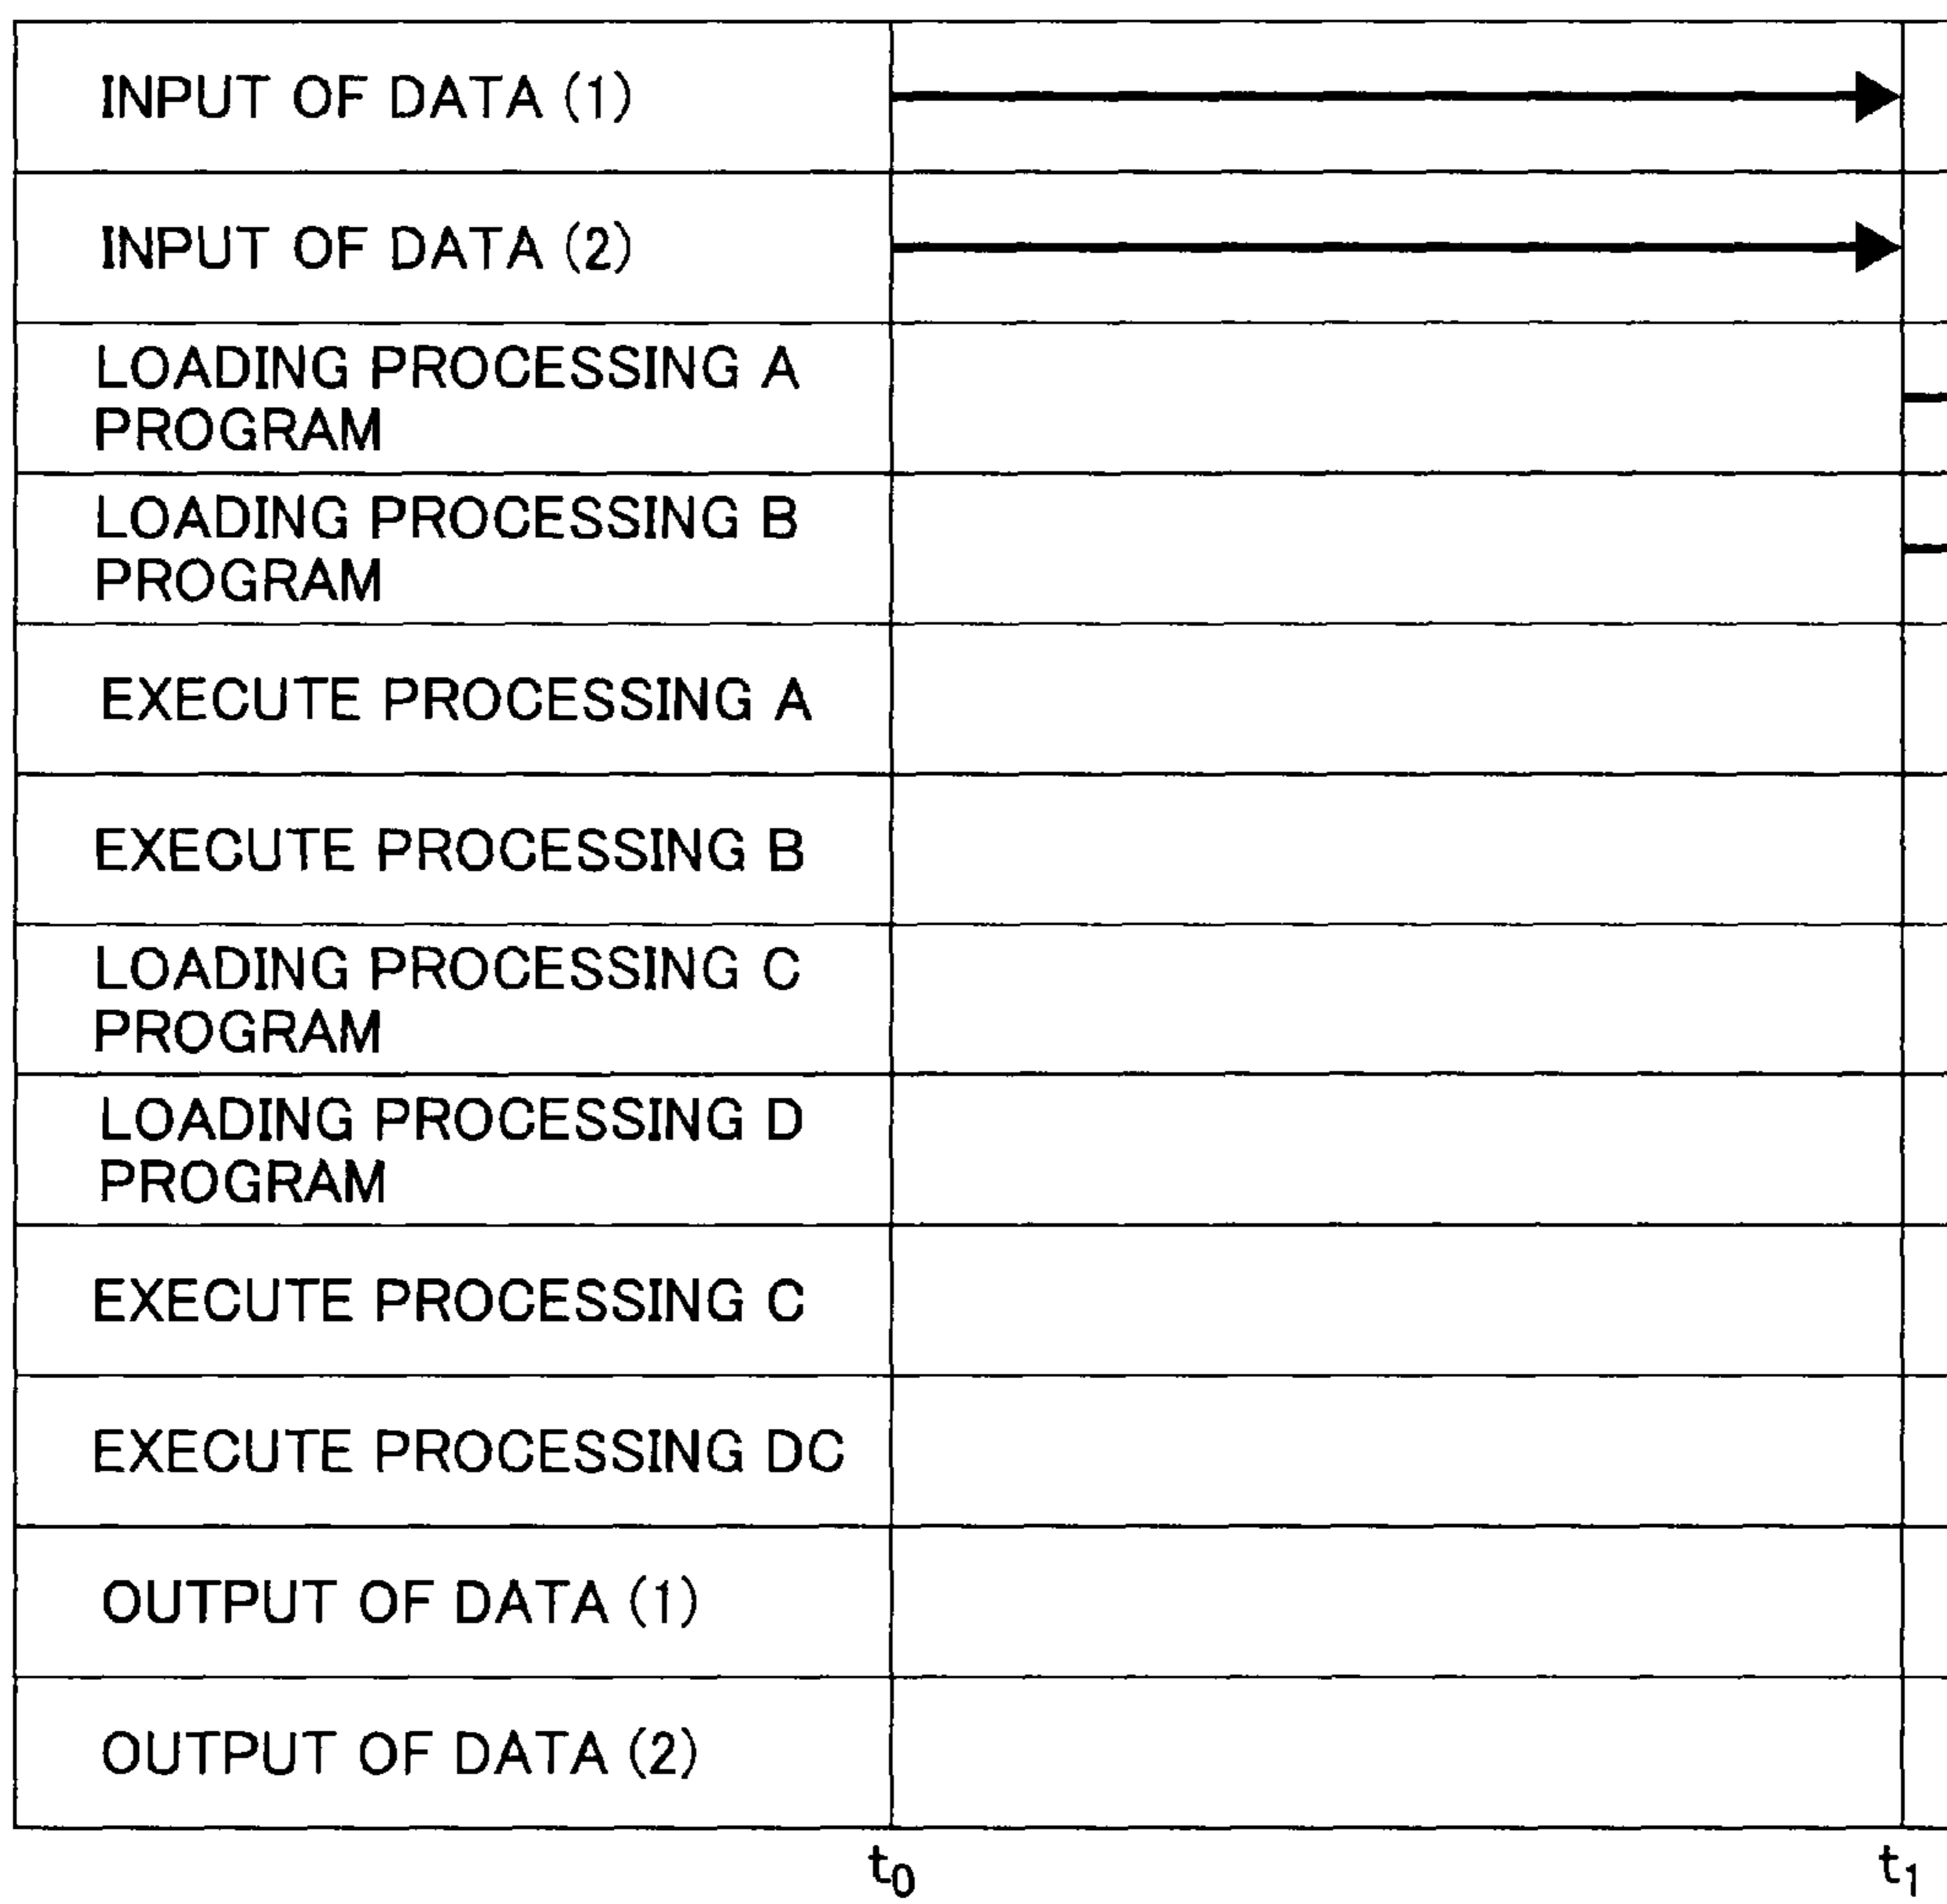 INPUT OF DATA (1)
INPUT OF DATA (2)
LOADING PROCESSING A
PROGRAM
LOADING PROCESSING B
PROGRAM
EXECUTE PROCESSING A
EXECUTE PROCESSING B
LOADING PROCESSING C
PROGRAM
LOADING PROCESSING D
PROGRAM
EXECUTE PROCESSING C
EXECUTE PROCESSING DC
OUTPUT OF DATA (1)
OUTPUT OF DATA (2)
t0 t1